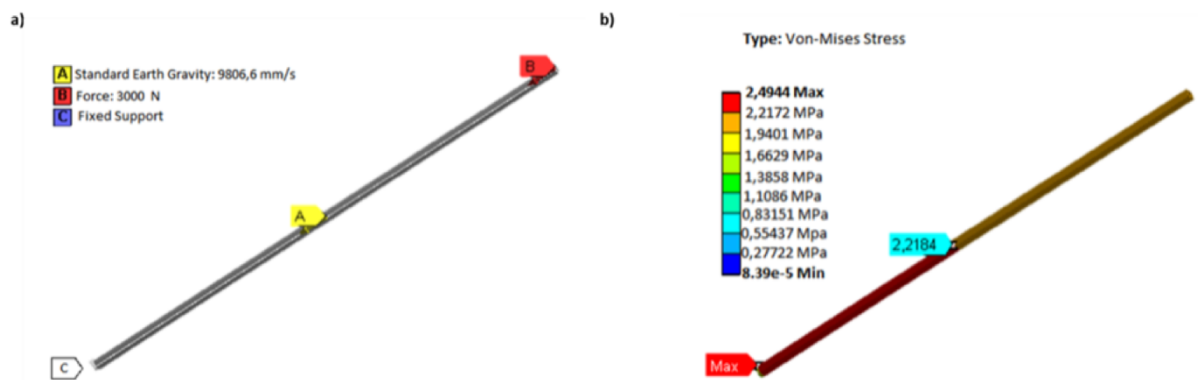 a)
A Standard Earth Gravity: 9806,6 mm/s
B Force: 3000 N
C Fixed Support
B
A
C
b)
Type: Von-Mises Stress
2,4944 Max
2,2172 MPa
1,9401 MPa
1,6629 MPa
1,3858 MPa
1,1086 MPa
0,83151 MPa
0,55437 Mpa
0,27722 MPa
8.39e-5 Min
2,2184
Max